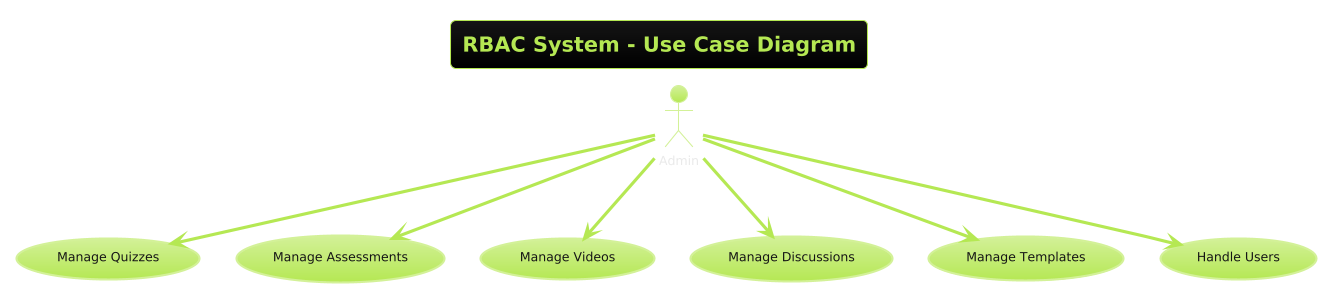 RBAC System - Use Case Diagram
Admin
Manage Quizzes
Manage Assessments
Manage Videos
Manage Discussions
Manage Templates
Handle Users